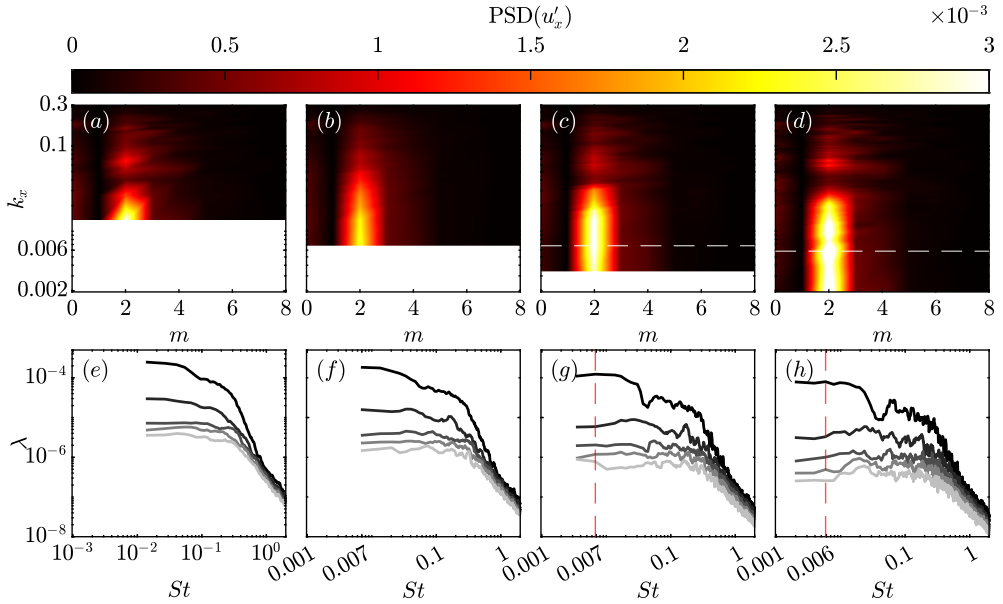 PSD(u′ₓ)
×10⁻³
0 0.5 1 1.5 2 2.5 3
(a) (b) (c) (d)
0.3
0.1
kₓ
0.006
0.002
0 2 4 6 8 0 2 4 6 8 0 2 4 6 8 0 2 4 6 8
m m m m
(e) (f) (g) (h)
10⁻⁴
λ
10⁻⁶
10⁻⁸
10⁻³ 10⁻² 10⁻¹ 10⁰ 0.001 0.007 0.1 1 0.001 0.007 0.1 1 0.001 0.006 0.1 1
St St St St